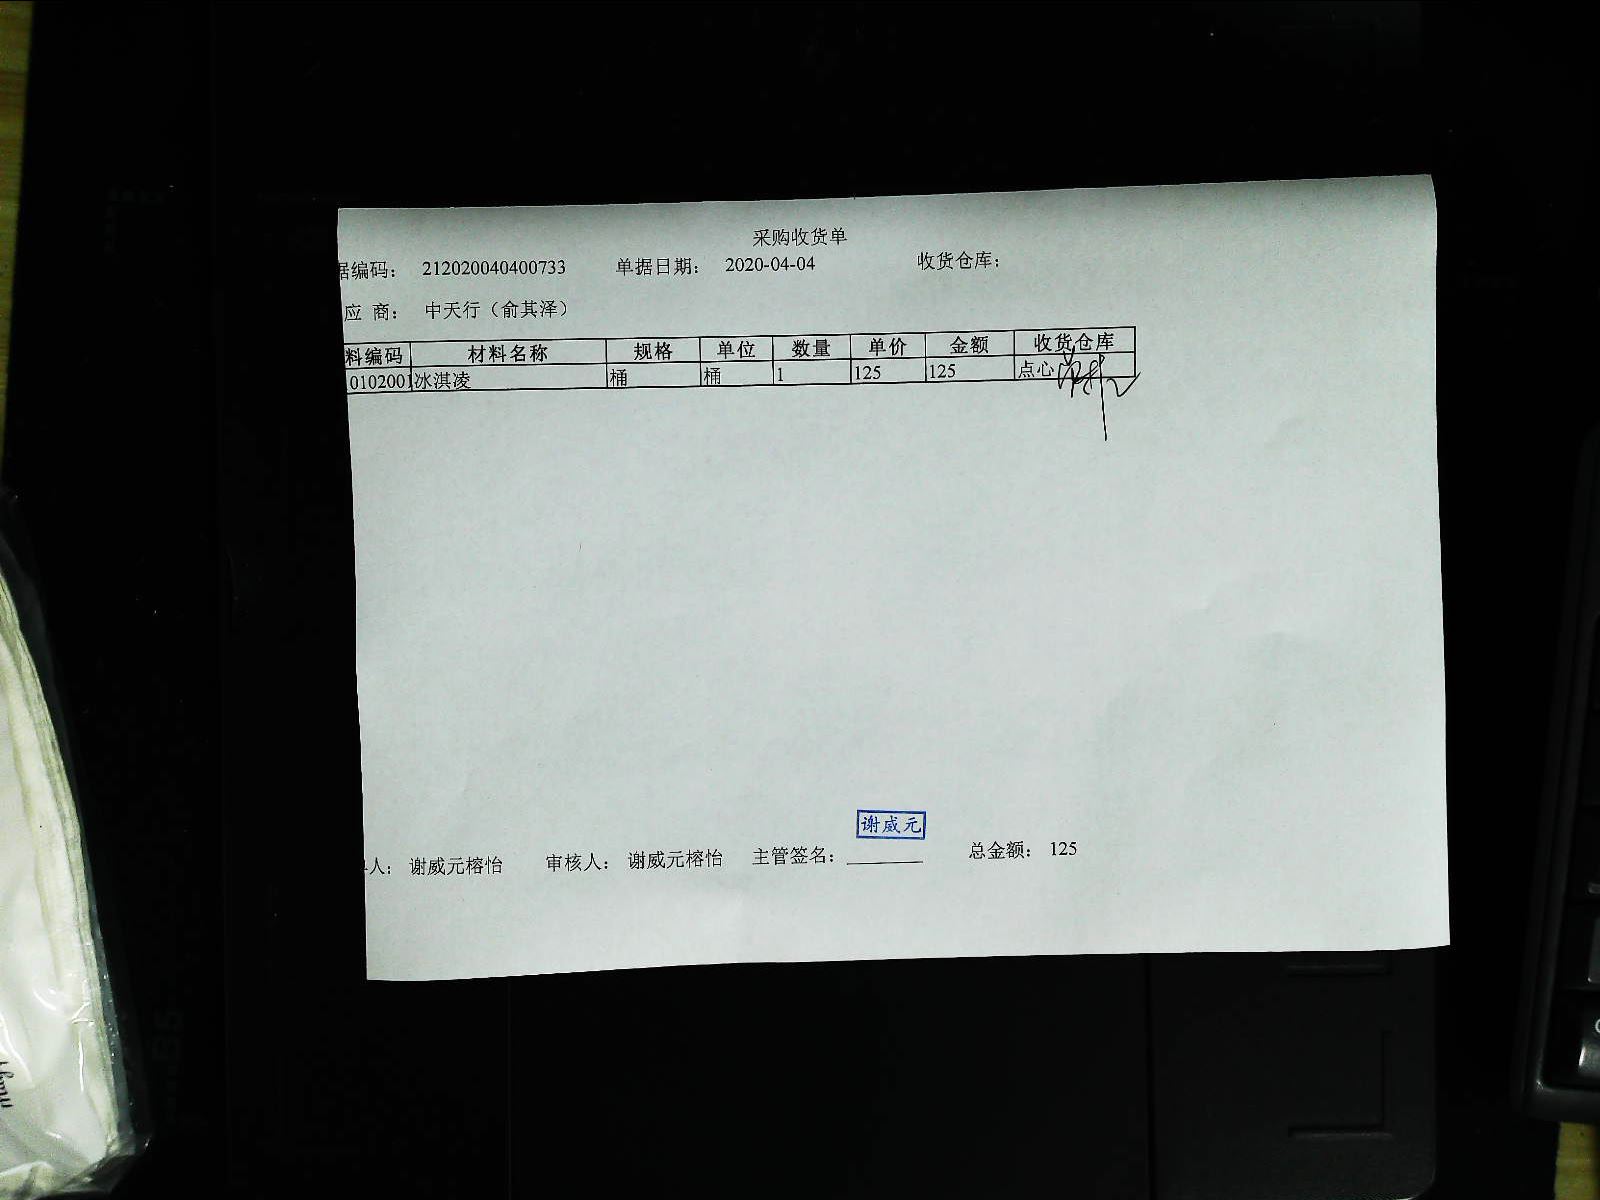 采购收货单
据编码： 212020040400733 单据日期： 2020-04-04 收货仓库：
应 商： 中天行（俞其泽）
料编码 材料名称 规格 单位 数量 单价 金额 收货仓库
0102001 冰淇凌 桶 桶 1 125 125 点心
谢威元
人： 谢威元榕怡 审核人： 谢威元榕怡 主管签名： 总金额： 125